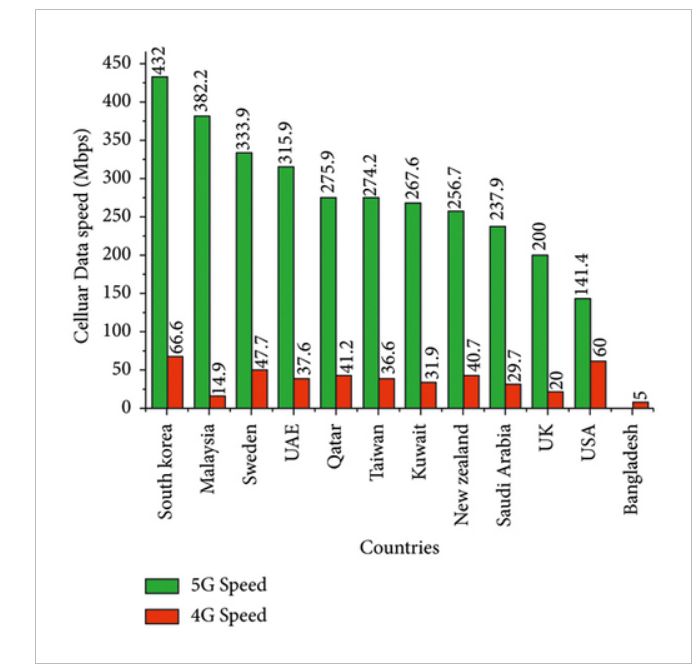 Celluar Data speed (Mbps)
450
400
350
300
250
200
150
100
50
0
432
66.6
382.2
14.9
333.9
47.7
315.9
37.6
275.9
41.2
274.2
36.6
267.6
31.9
256.7
40.7
237.9
29.7
200
20
141.4
60
5
South korea
Malaysia
Sweden
UAE
Qatar
Taiwan
Kuwait
New zealand
Saudi Arabia
UK
USA
Bangladesh
Countries
5G Speed
4G Speed